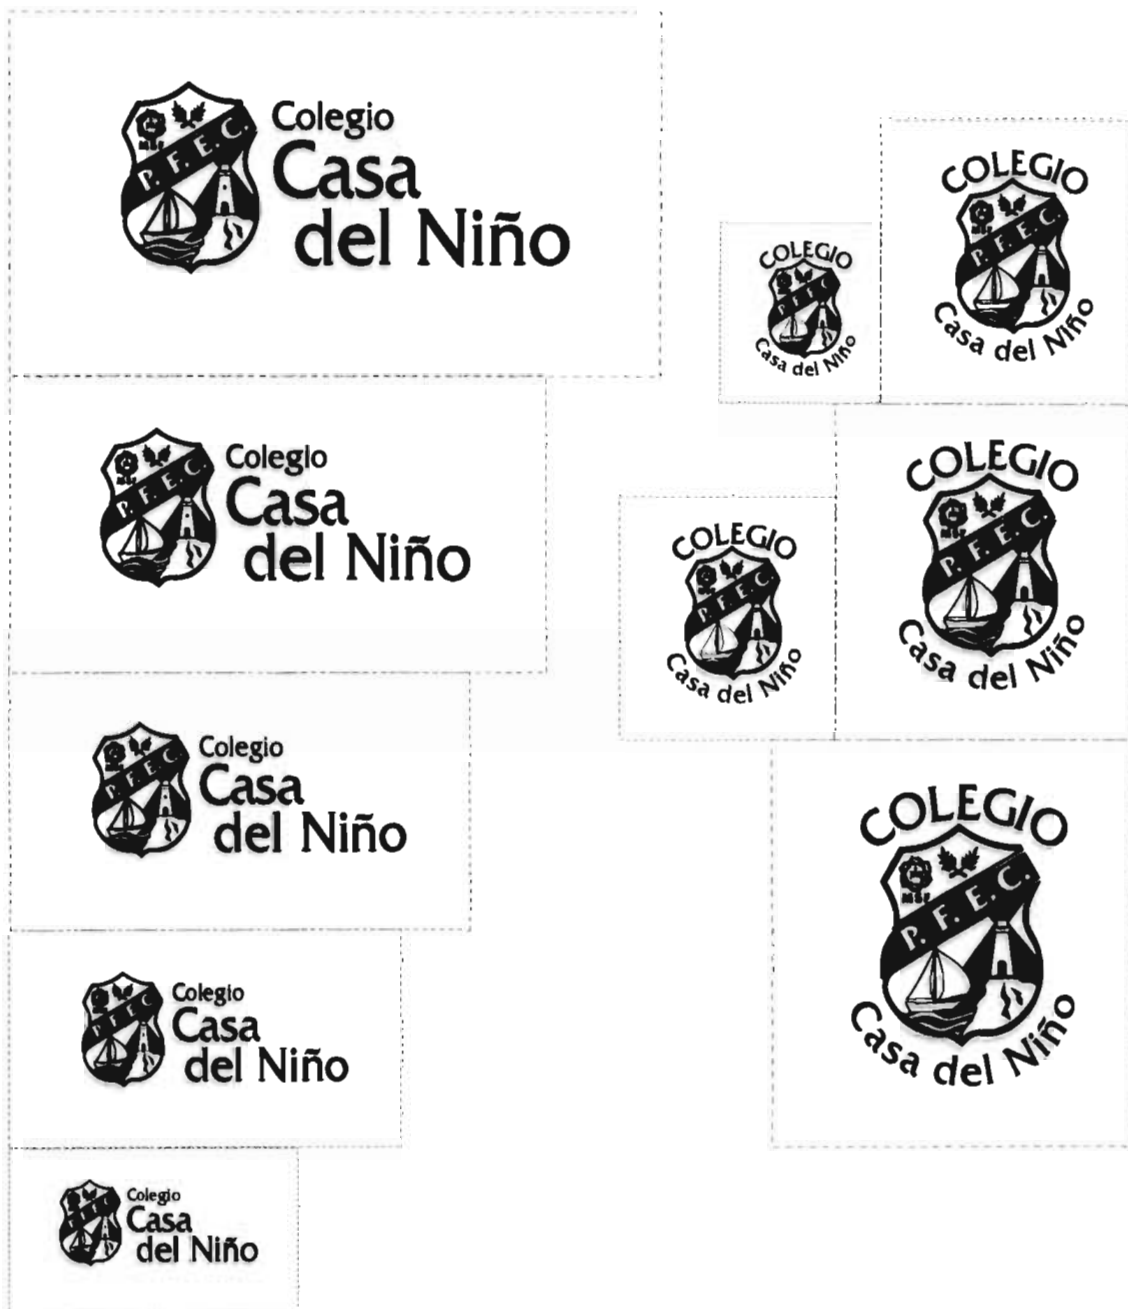 Colegio
Casa
del Niño
M S F
P. F. E. C.
Colegio
Casa
del Niño
M S F
P. F. E. C.
Colegio
Casa
del Niño
P. F. E. C.
Colegio
Casa
del Niño
P. F. E. C.
Colegio
Casa
del Niño
P. F. E. C.
COLEGIO
P. F. E. C.
Casa del Niño
COLEGIO
P. F. E. C.
Casa del Niño
COLEGIO
P. F. E. C.
Casa del Niño
COLEGIO
M S F
P. F. E. C.
Casa del Niño
COLEGIO
M S F
P. F. E. C.
Casa del Niño